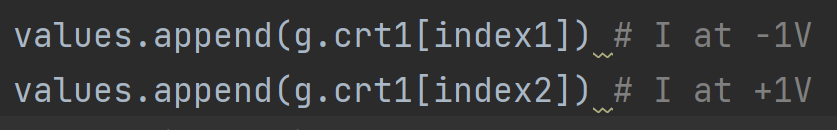 values.append(g.crt1[index1]) # I at -1V
values.append(g.crt1[index2]) # I at +1V